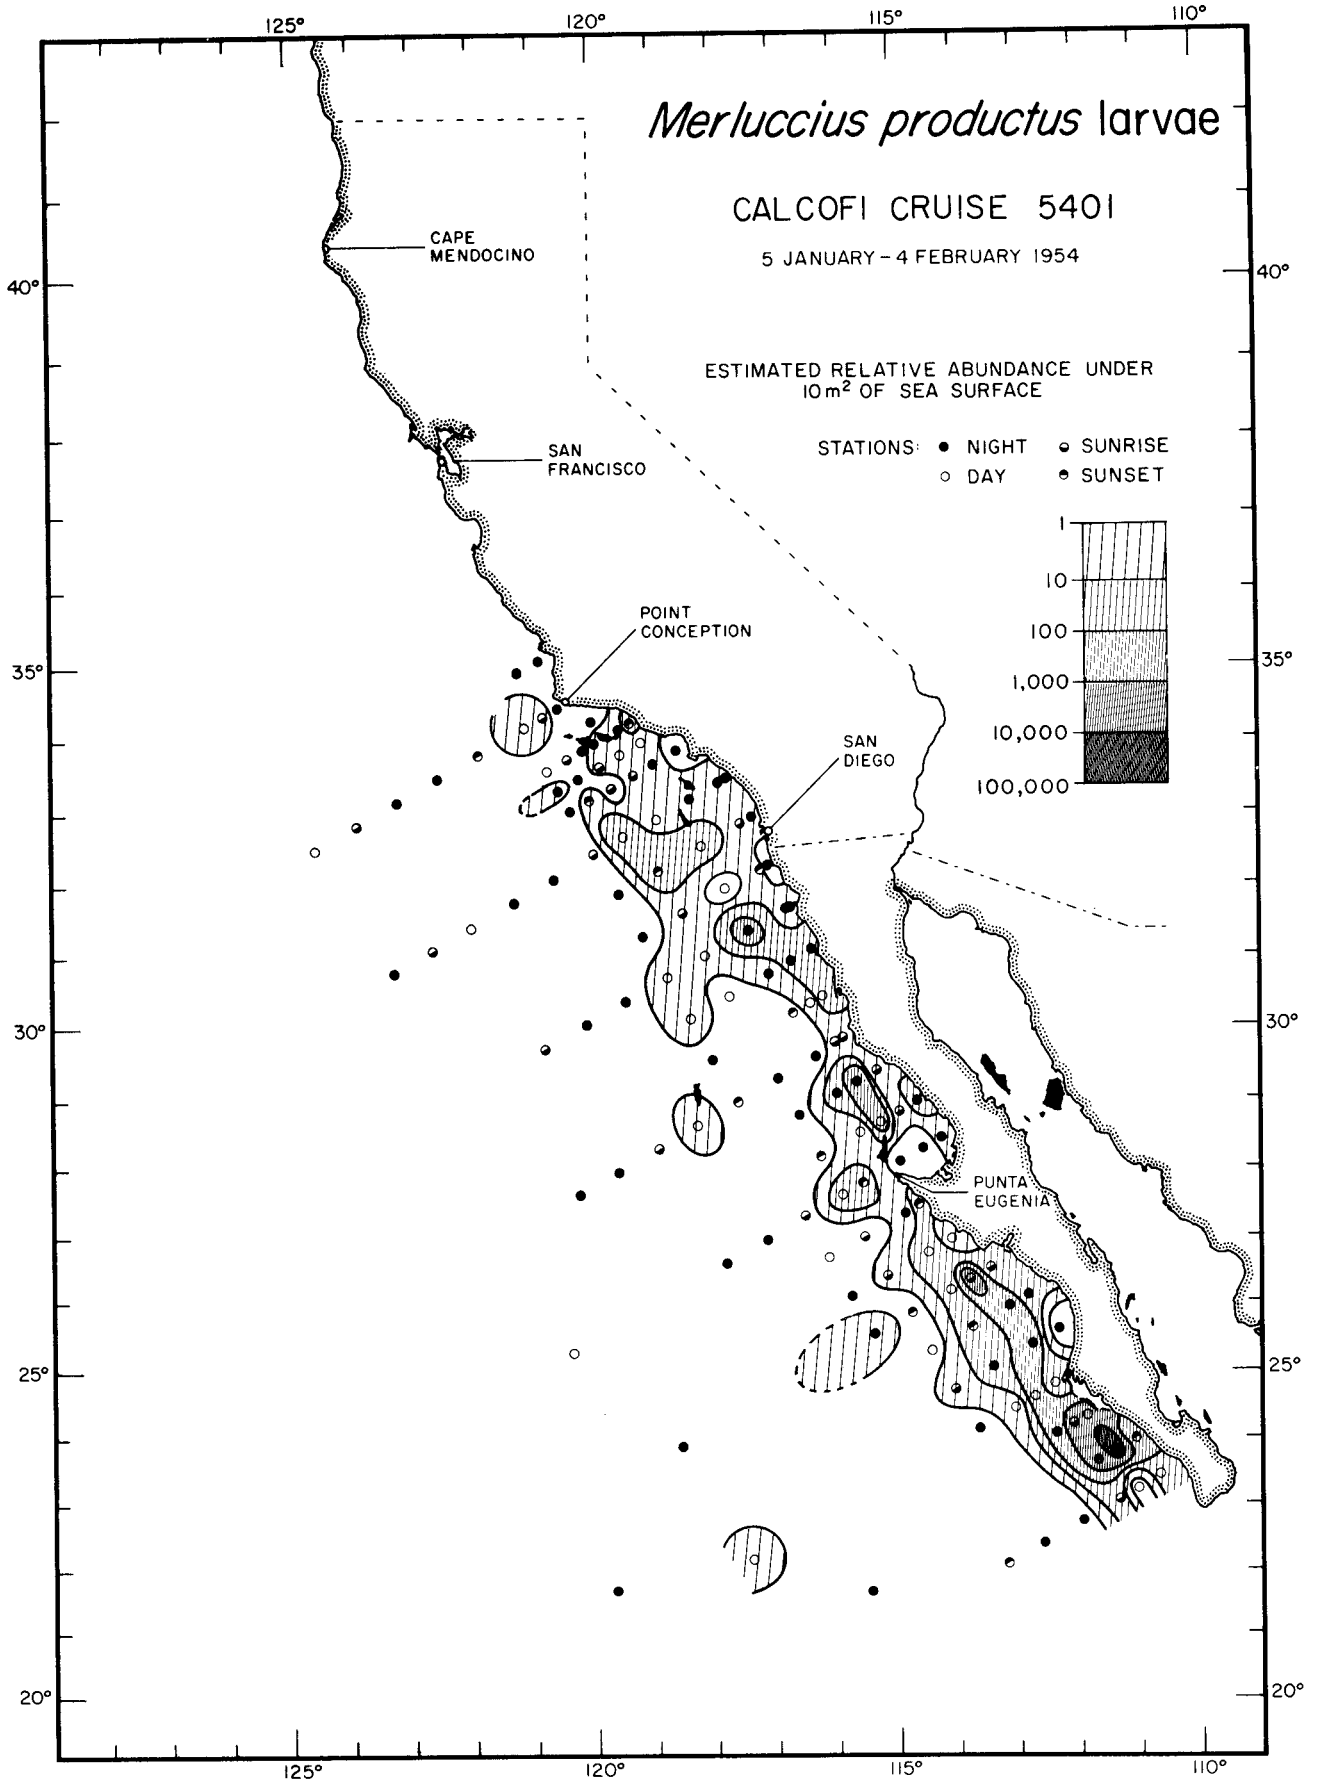 125° 120° 115° 110°
Merluccius productus larvae
CALCOFI CRUISE 5401
5 JANUARY – 4 FEBRUARY 1954
CAPE
MENDOCINO
40° 40°
ESTIMATED RELATIVE ABUNDANCE UNDER
10 m² OF SEA SURFACE
STATIONS: NIGHT SUNRISE
DAY SUNSET
SAN
FRANCISCO
1
10
100
1,000
10,000
100,000
POINT
CONCEPTION
35° 35°
SAN
DIEGO
30° 30°
PUNTA
EUGENIA
25° 25°
20° 20°
125° 120° 115° 110°